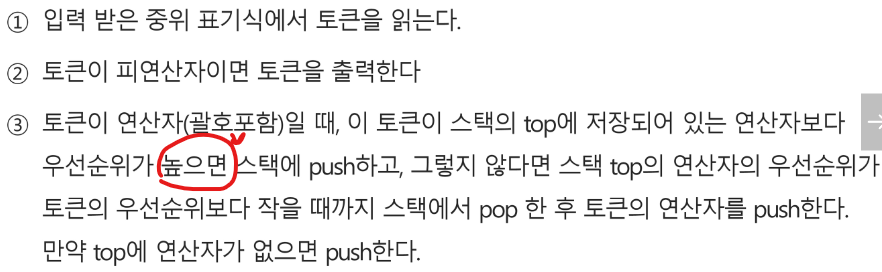 ① 입력 받은 중위 표기식에서 토큰을 읽는다.
② 토큰이 피연산자이면 토큰을 출력한다
③ 토큰이 연산자(괄호포함)일 때, 이 토큰이 스택의 top에 저장되어 있는 연산자보다
우선순위가 높으면 스택에 push하고, 그렇지 않다면 스택 top의 연산자의 우선순위가
토큰의 우선순위보다 작을 때까지 스택에서 pop 한 후 토큰의 연산자를 push한다.
만약 top에 연산자가 없으면 push한다.